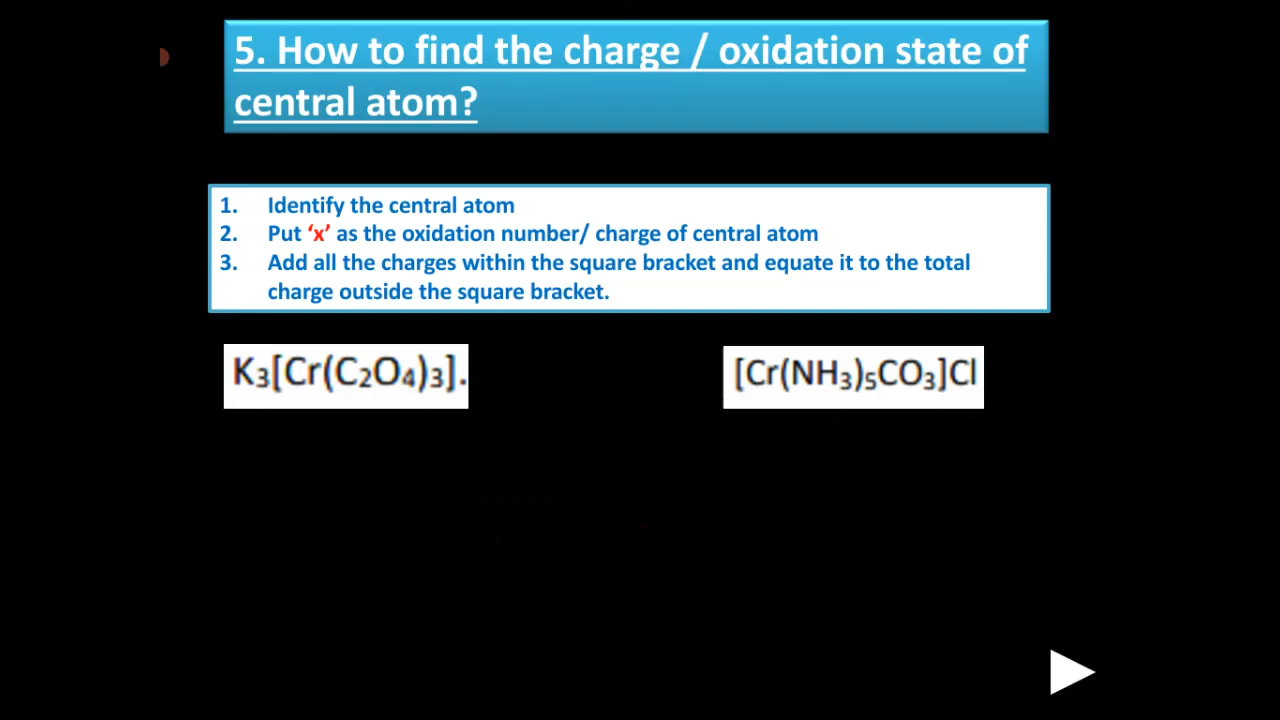 5. How to find the charge / oxidation state of
central atom?
1. Identify the central atom
2. Put ‘x’ as the oxidation number/ charge of central atom
3. Add all the charges within the square bracket and equate it to the total
charge outside the square bracket.
K₃[Cr(C₂O₄)₃].
[Cr(NH₃)₅CO₃]Cl